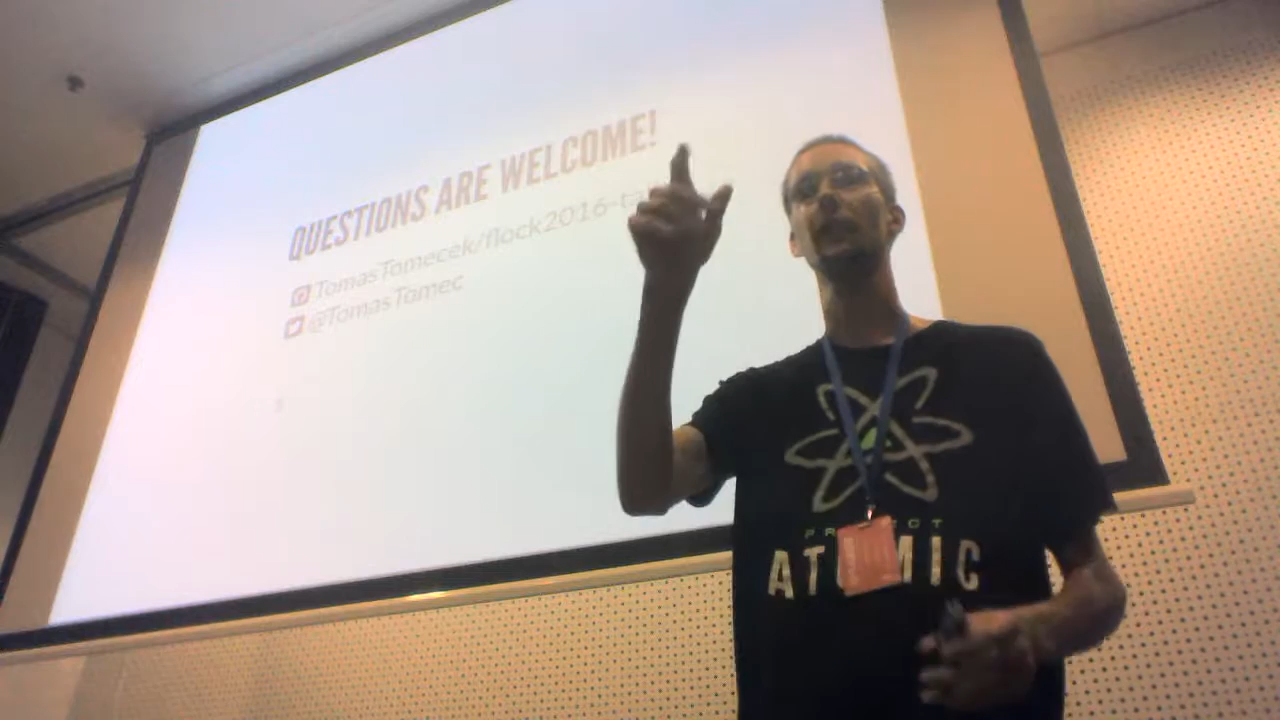 QUESTIONS ARE WELCOME!
TomasTomecek/flock2016-ta
@TomasTomec
PROJECT
ATOMIC